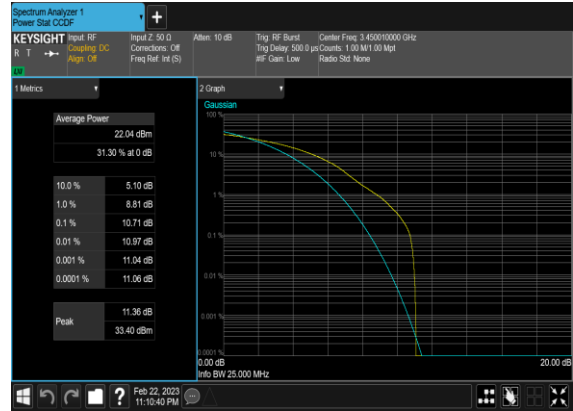 Spectrum Analyzer 1
Power Stat CCDF
KEYSIGHT Input: RF Input Z: 50 Ω Atten: 10 dB Trig: RF Burst Center Freq: 3.450010000 GHz
R T Coupling: DC Corrections: Off Trig Delay: 500.0 µs Counts: 1.00 M/1.00 Mpt
Align: Off Freq Ref: Int (S) #IF Gain: Low Radio Std: None
1 Metrics
Average Power
22.04 dBm
31.30 % at 0 dB
10.0 % 5.10 dB
1.0 % 8.81 dB
0.1 % 10.71 dB
0.01 % 10.97 dB
0.001 % 11.04 dB
0.0001 % 11.06 dB
Peak 11.36 dB
33.40 dBm
2 Graph
Gaussian
100 %
10 %
1 %
0.1 %
0.01 %
0.001 %
0.0001 %
0.00 dB 20.00 dB
Info BW 25.000 MHz
Feb 22, 2023
11:10:40 PM